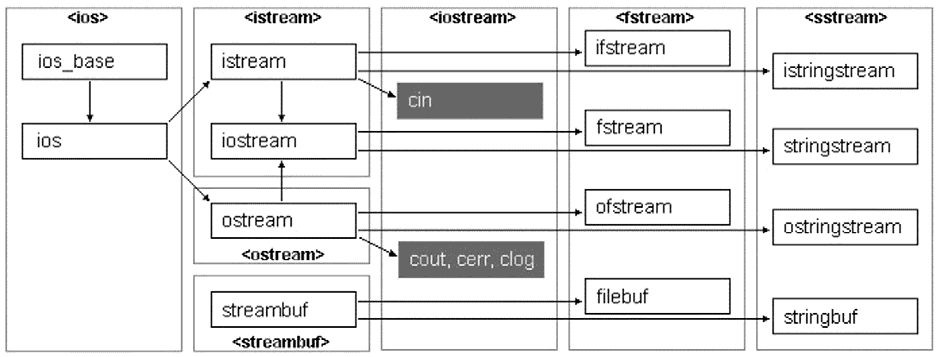 <ios>
ios_base
ios
<istream>
istream
iostream
ostream
<ostream>
streambuf
<streambuf>
<iostream>
cin
cout, cerr, clog
<fstream>
ifstream
fstream
ofstream
filebuf
<sstream>
istringstream
stringstream
ostringstream
stringbuf